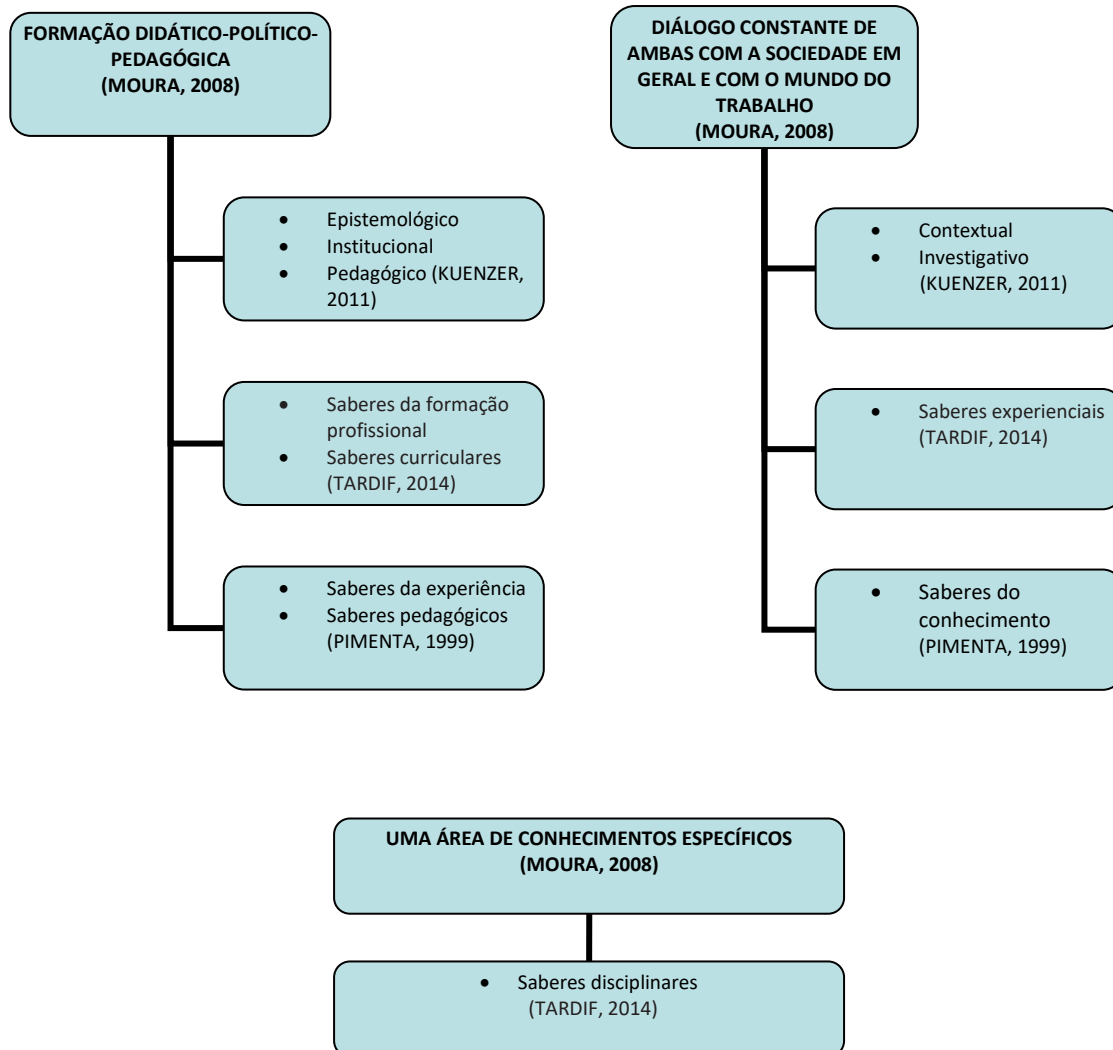 FORMAÇÃO DIDÁTICO-POLÍTICO-
PEDAGÓGICA
(MOURA, 2008)
• Epistemológico
• Institucional
• Pedagógico (KUENZER,
2011)
• Saberes da formação
profissional
• Saberes curriculares
(TARDIF, 2014)
• Saberes da experiência
• Saberes pedagógicos
(PIMENTA, 1999)
DIÁLOGO CONSTANTE DE
AMBAS COM A SOCIEDADE EM
GERAL E COM O MUNDO DO
TRABALHO
(MOURA, 2008)
• Contextual
• Investigativo
(KUENZER, 2011)
• Saberes experienciais
(TARDIF, 2014)
• Saberes do
conhecimento
(PIMENTA, 1999)
UMA ÁREA DE CONHECIMENTOS ESPECÍFICOS
(MOURA, 2008)
• Saberes disciplinares
(TARDIF, 2014)